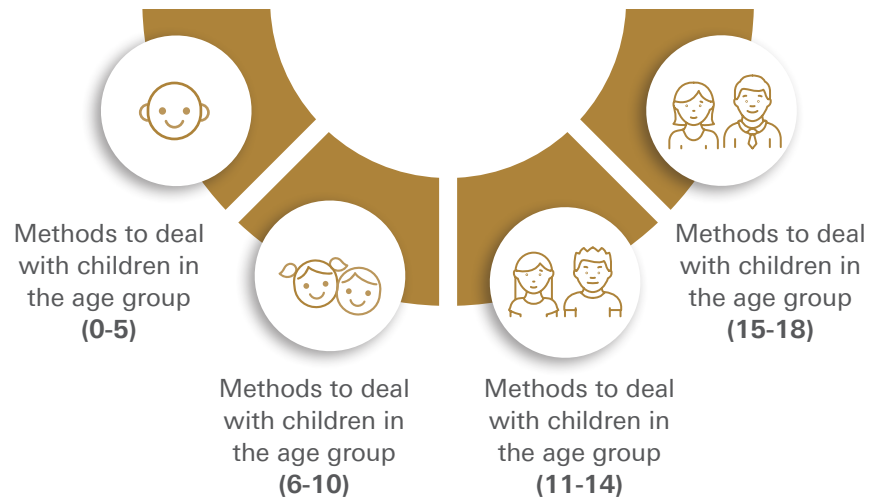 Methods to deal
with children in
the age group
(0-5)
Methods to deal
with children in
the age group
(6-10)
Methods to deal
with children in
the age group
(11-14)
Methods to deal
with children in
the age group
(15-18)